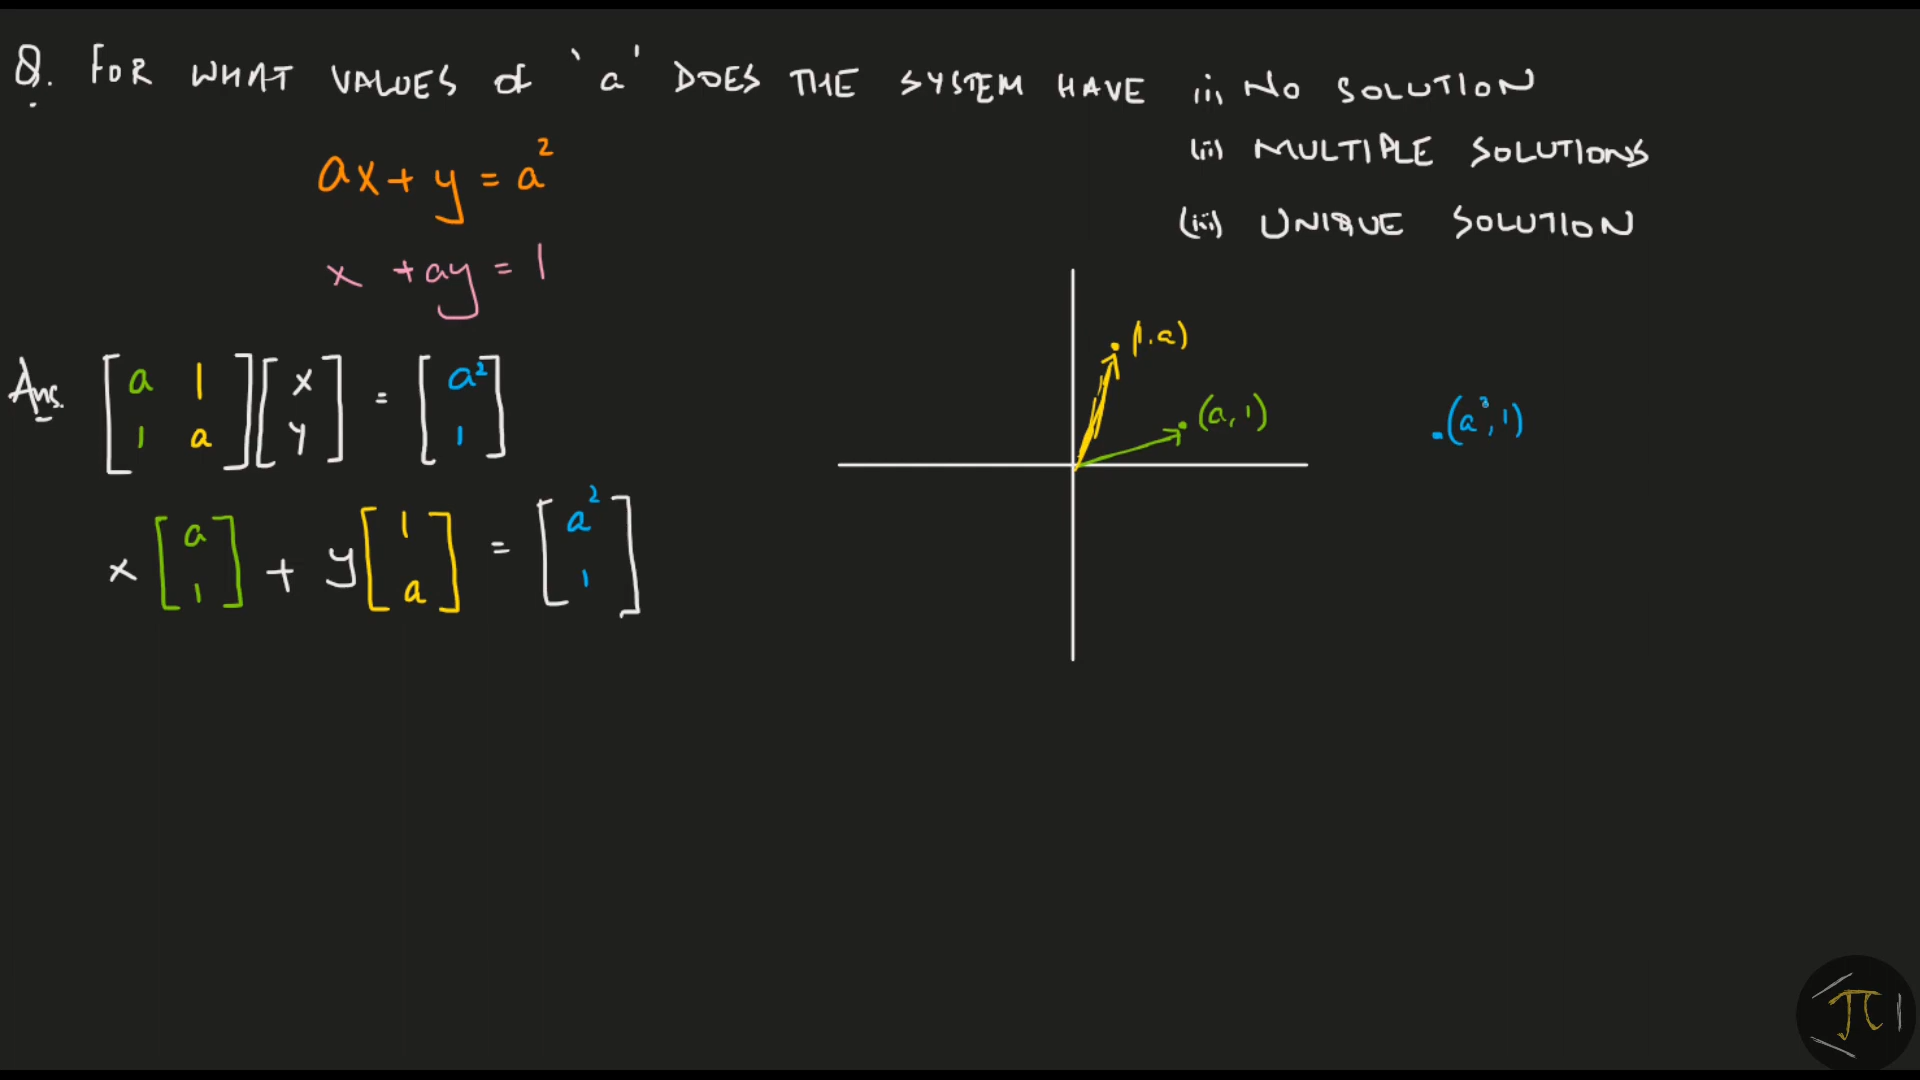 Q. FOR WHAT VALUES OF 'a' DOES THE SYSTEM HAVE (i) NO SOLUTION
(ii) MULTIPLE SOLUTIONS
(iii) UNIQUE SOLUTION
ax + y = a²
x + ay = 1
Ans. [a 1; 1 a] [x; y] = [a²; 1]
x [a; 1] + y [1; a] = [a²; 1]
(1, a)
(a, 1)
(a², 1)
π 1